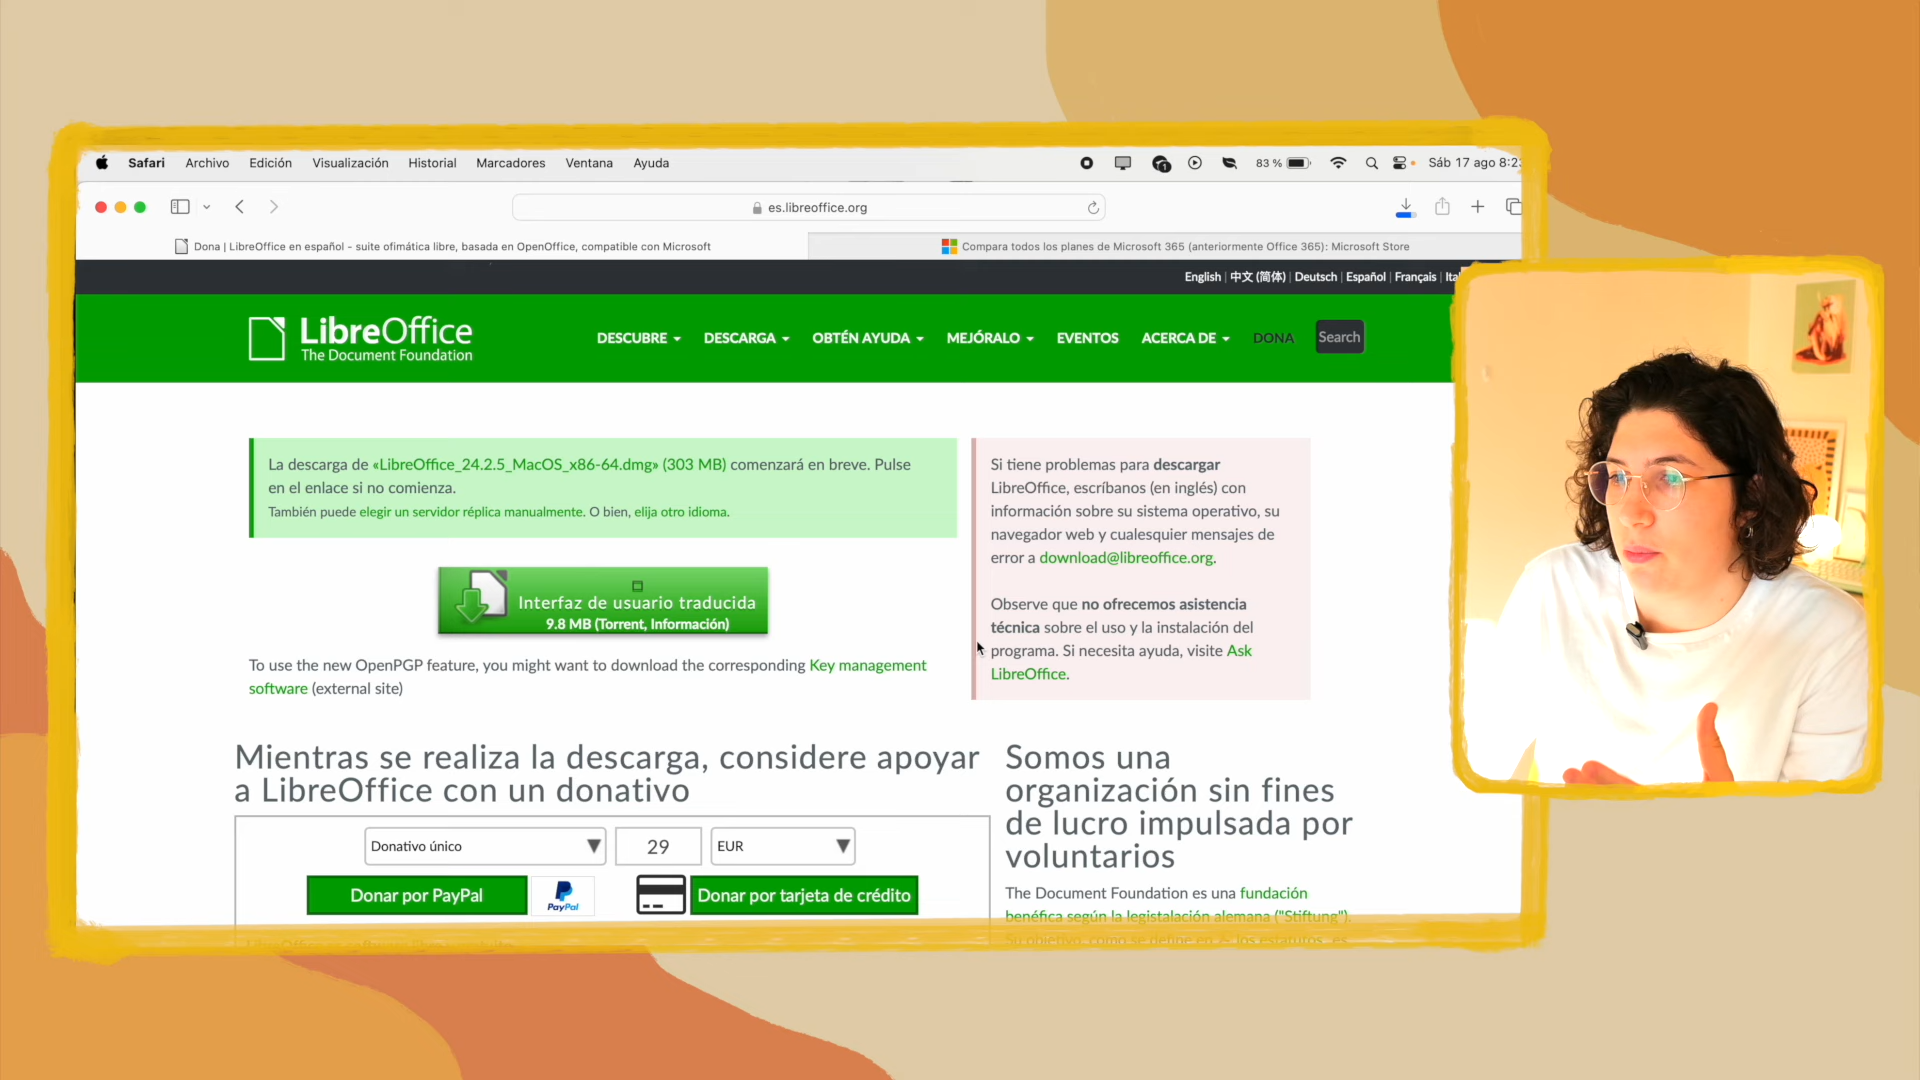 Safari Archivo Edición Visualización Historial Marcadores Ventana Ayuda
1 83 % Sáb 17 ago 8:23
es.libreoffice.org
Dona | LibreOffice en español - suite ofimática libre, basada en OpenOffice, compatible con Microsoft
Compara todos los planes de Microsoft 365 (anteriormente Office 365): Microsoft Store
English | 中文 (简体) | Deutsch | Español | Français | Ita
LibreOffice
The Document Foundation
DESCUBRE DESCARGA OBTÉN AYUDA MEJÓRALO EVENTOS ACERCA DE DONA Search
La descarga de «LibreOffice_24.2.5_MacOS_x86-64.dmg» (303 MB) comenzará en breve. Pulse
en el enlace si no comienza.
También puede elegir un servidor réplica manualmente. O bien, elija otro idioma.
Interfaz de usuario traducida
9.8 MB (Torrent, Información)
To use the new OpenPGP feature, you might want to download the corresponding Key management
software (external site)
Si tiene problemas para descargar
LibreOffice, escríbanos (en inglés) con
información sobre su sistema operativo, su
navegador web y cualesquier mensajes de
error a download@libreoffice.org.
Observe que no ofrecemos asistencia
técnica sobre el uso y la instalación del
programa. Si necesita ayuda, visite Ask
LibreOffice.
Mientras se realiza la descarga, considere apoyar
a LibreOffice con un donativo
Donativo único 29 EUR
Donar por PayPal PayPal Donar por tarjeta de crédito
Somos una
organización sin fines
de lucro impulsada por
voluntarios
The Document Foundation es una fundación
benéfica según la legistalación alemana ("Stiftung").